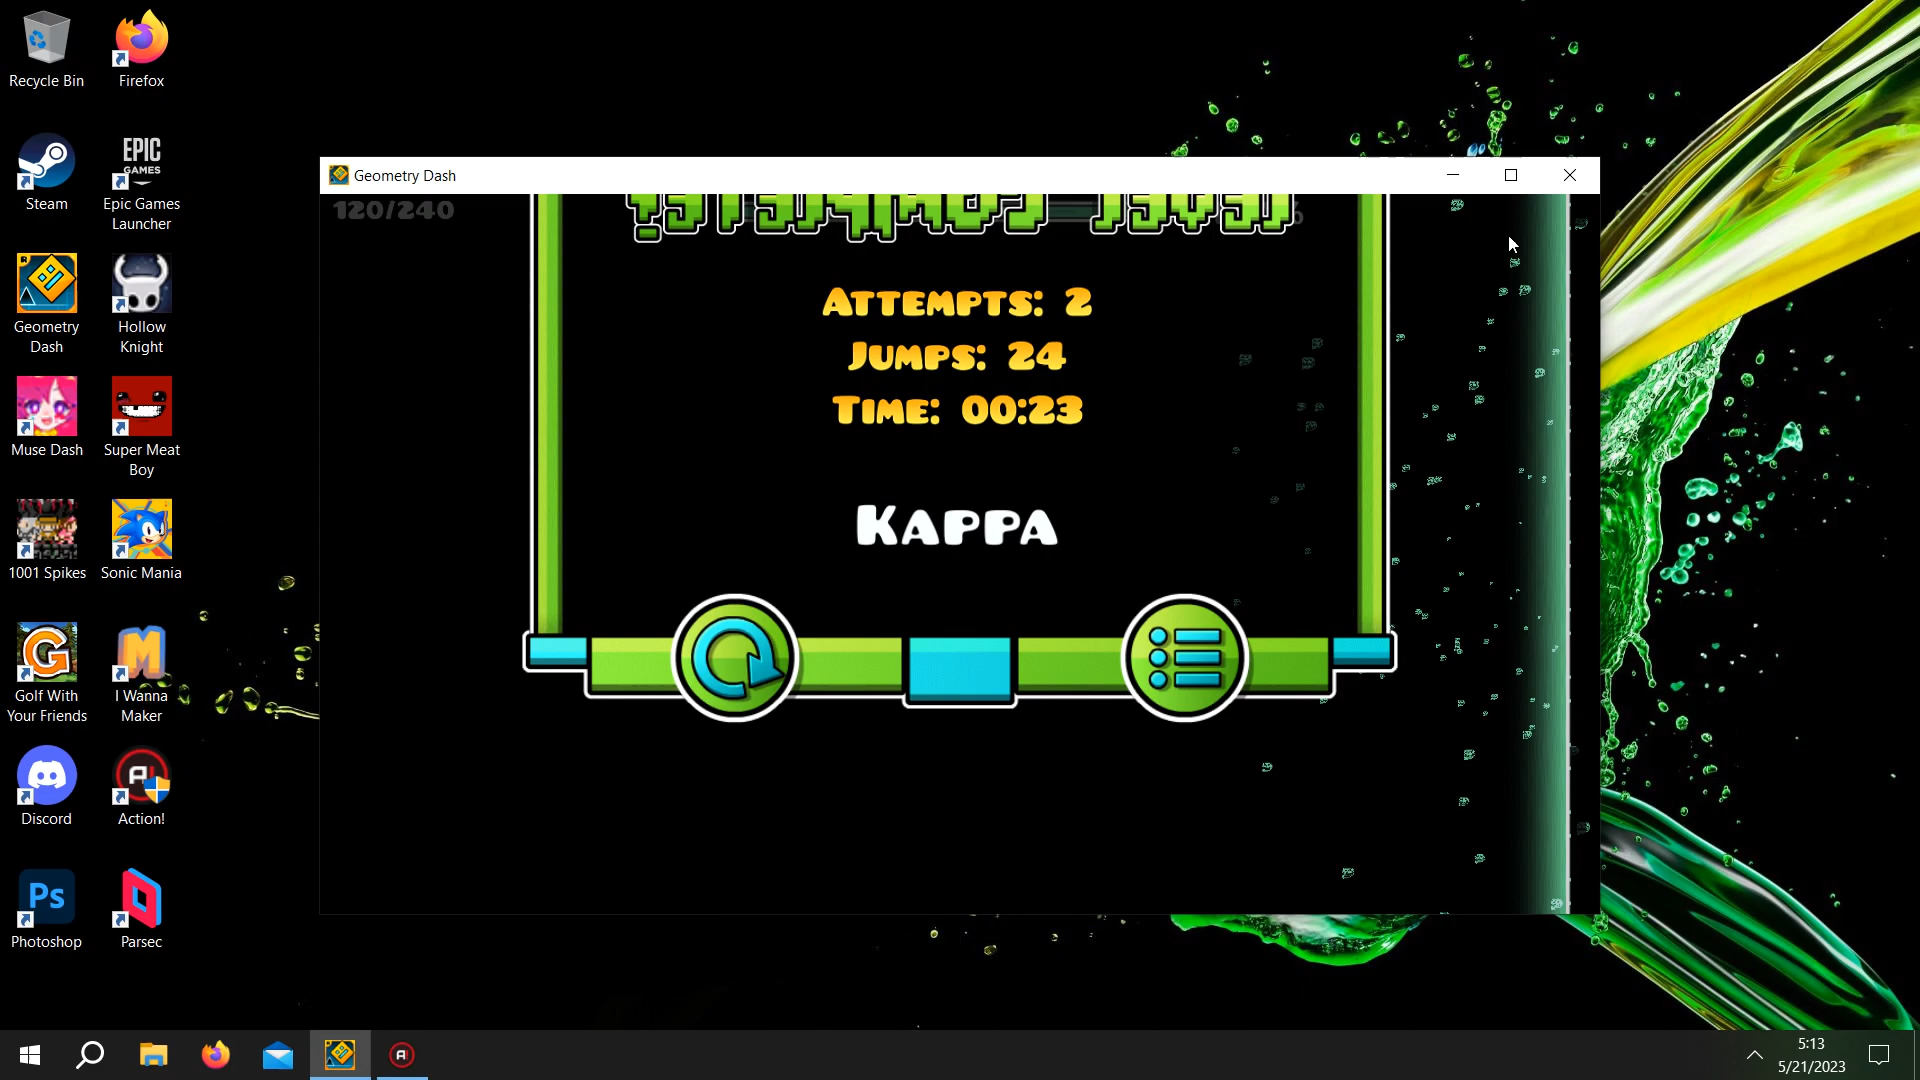 Recycle Bin
Firefox
EPIC
GAMES
Steam
Epic Games
Launcher
Geometry
Dash
Hollow
Knight
Muse Dash
Super Meat
Boy
1001 Spikes
Sonic Mania
Golf With
Your Friends
I Wanna
Maker
Discord
Action!
Ps
Photoshop
Parsec
Geometry Dash
120/240
Level Complete!
Attempts: 2
Jumps: 24
Time: 00:23
Kappa
5:13
5/21/2023